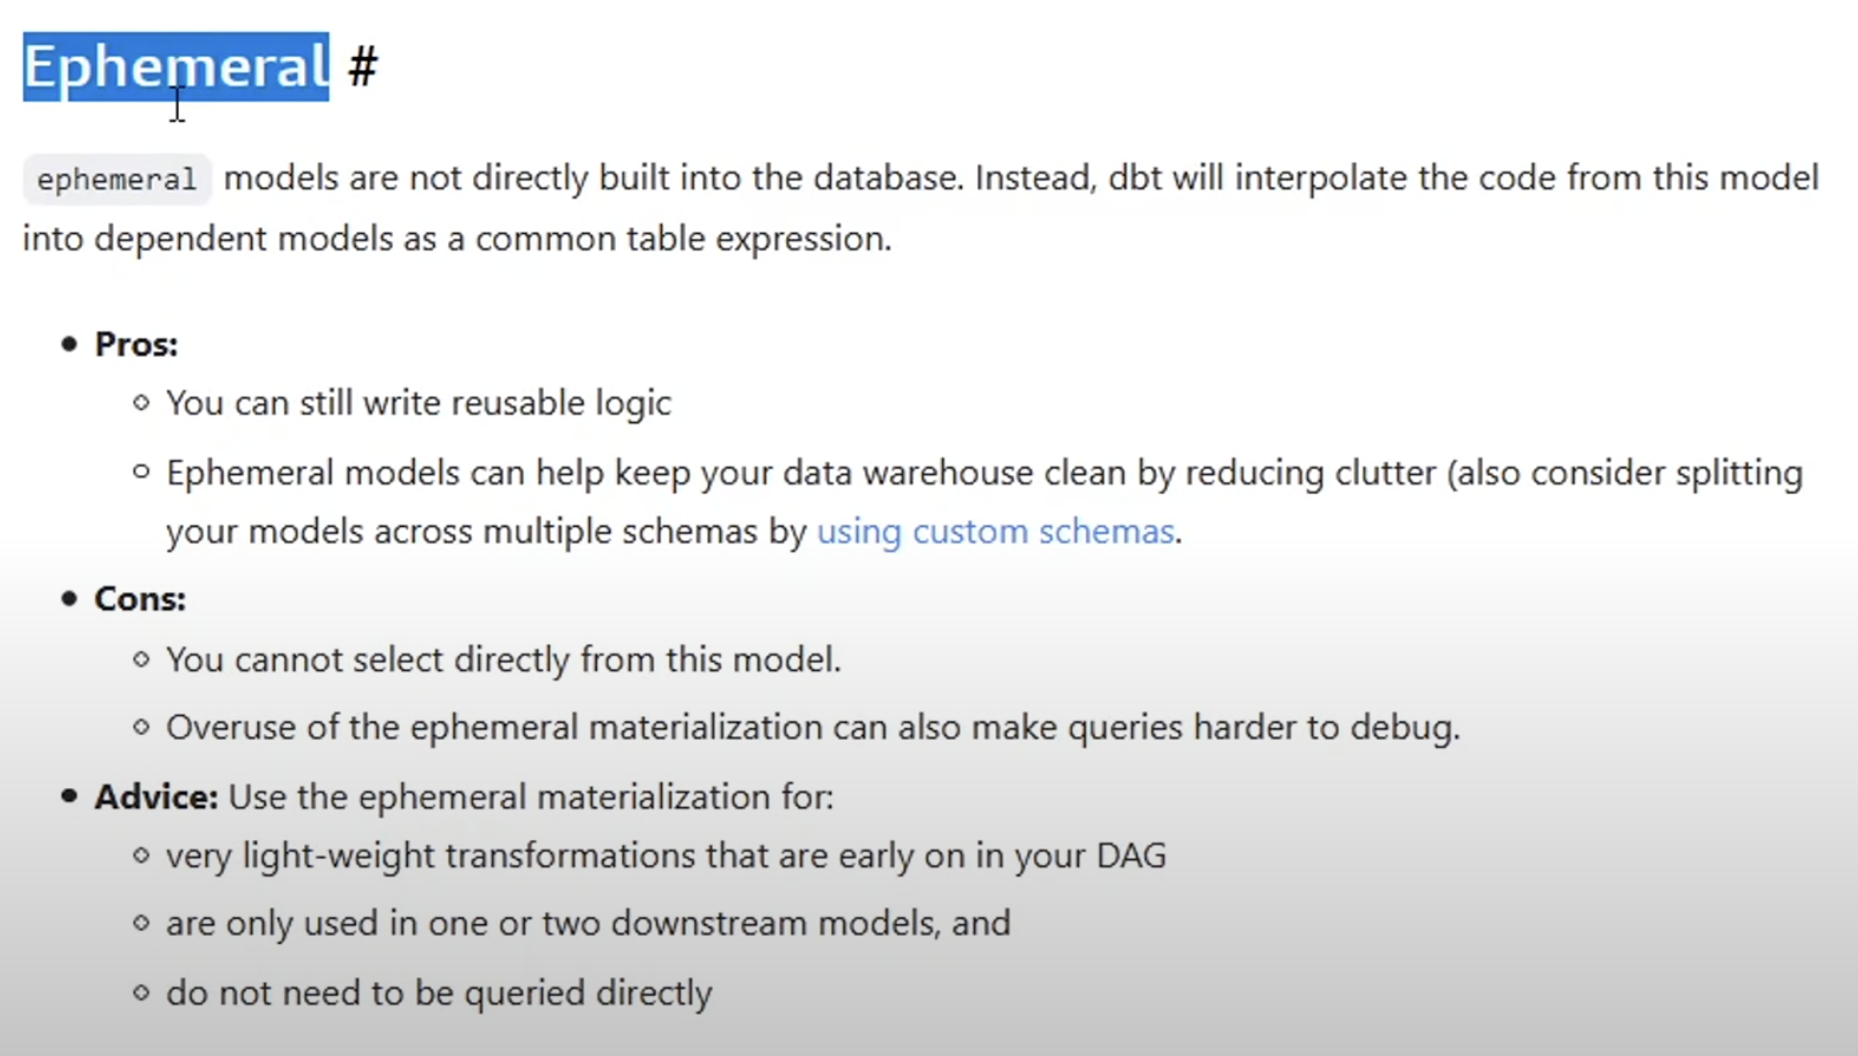 Ephemeral #
ephemeral models are not directly built into the database. Instead, dbt will interpolate the code from this model
into dependent models as a common table expression.
• Pros:
◦ You can still write reusable logic
◦ Ephemeral models can help keep your data warehouse clean by reducing clutter (also consider splitting
your models across multiple schemas by using custom schemas.
• Cons:
◦ You cannot select directly from this model.
◦ Overuse of the ephemeral materialization can also make queries harder to debug.
• Advice: Use the ephemeral materialization for:
◦ very light-weight transformations that are early on in your DAG
◦ are only used in one or two downstream models, and
◦ do not need to be queried directly